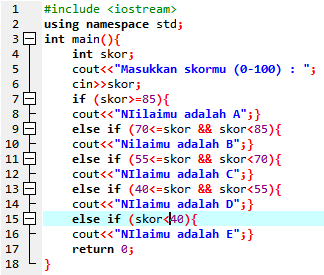 1 #include <iostream>
2 using namespace std;
3 int main(){
4 int skor;
5 cout<<"Masukkan skormu (0-100) : ";
6 cin>>skor;
7 if (skor>=85){
8 cout<<"NIilaimu adalah A";}
9 else if (70<=skor && skor<85){
10 cout<<"Nilaimu adalah B";}
11 else if (55<=skor && skor<70){
12 cout<<"NIlaimu adalah C";}
13 else if (40<=skor && skor<55){
14 cout<<"NIlaimu adalah D";}
15 else if (skor<40){
16 cout<<"NIlaimu adalah E";}
17 return 0;
18 }